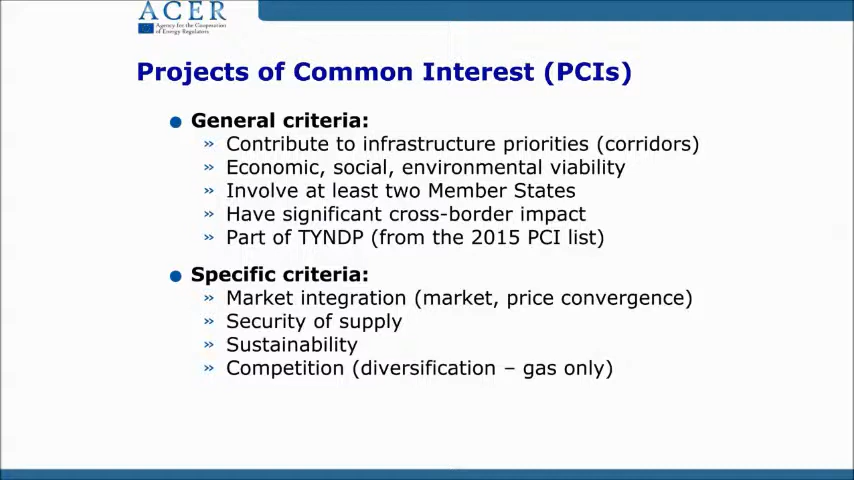 ACER
Agency for the Cooperation
of Energy Regulators
Projects of Common Interest (PCIs)
● General criteria:
» Contribute to infrastructure priorities (corridors)
» Economic, social, environmental viability
» Involve at least two Member States
» Have significant cross-border impact
» Part of TYNDP (from the 2015 PCI list)
● Specific criteria:
» Market integration (market, price convergence)
» Security of supply
» Sustainability
» Competition (diversification – gas only)